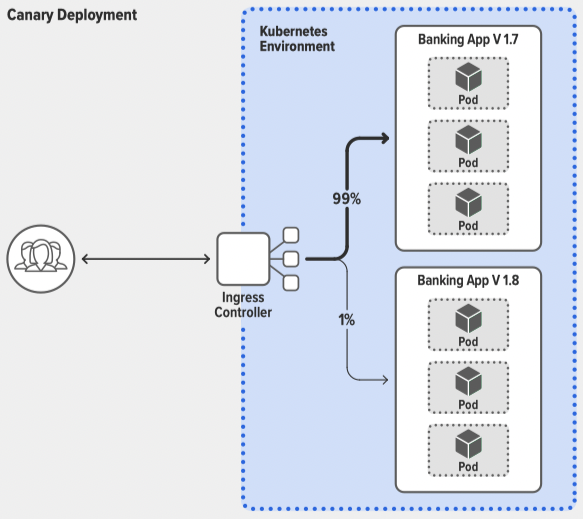 Canary Deployment
Kubernetes
Environment
Banking App V 1.7
Pod
Pod
Pod
99%
Ingress
Controller
1%
Banking App V 1.8
Pod
Pod
Pod